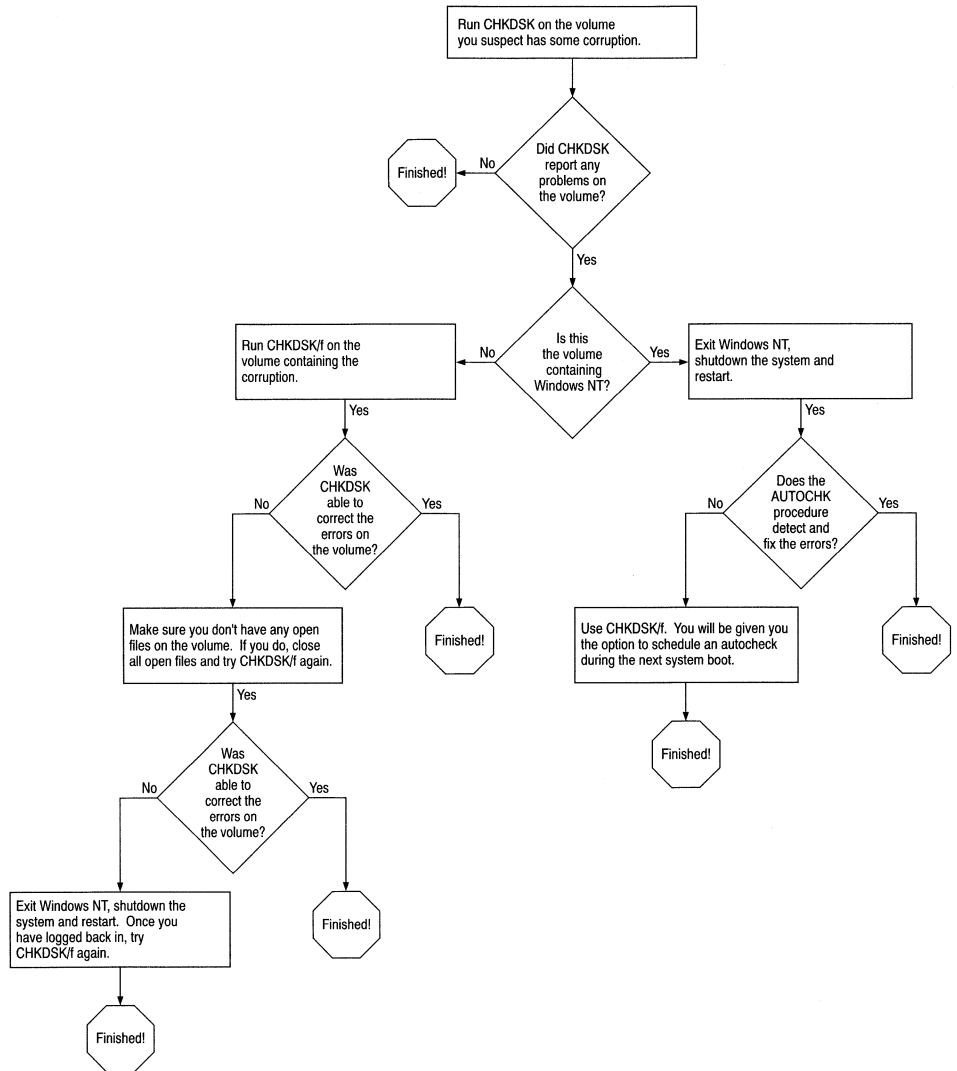 Run CHKDSK on the volume
you suspect has some corruption.
Did CHKDSK
report any
problems on
the volume?
No
Finished!
Yes
Is this
the volume
containing
Windows NT?
No
Yes
Run CHKDSK/f on the
volume containing the
corruption.
Exit Windows NT,
shutdown the system and
restart.
Yes
Yes
Was
CHKDSK
able to
correct the
errors on
the volume?
No
Yes
Does the
AUTOCHK
procedure
detect and
fix the errors?
No
Yes
Make sure you don't have any open
files on the volume. If you do, close
all open files and try CHKDSK/f again.
Finished!
Use CHKDSK/f. You will be given you
the option to schedule an autocheck
during the next system boot.
Finished!
Yes
Finished!
Was
CHKDSK
able to
correct the
errors on
the volume?
No
Yes
Exit Windows NT, shutdown the
system and restart. Once you
have logged back in, try
CHKDSK/f again.
Finished!
Finished!